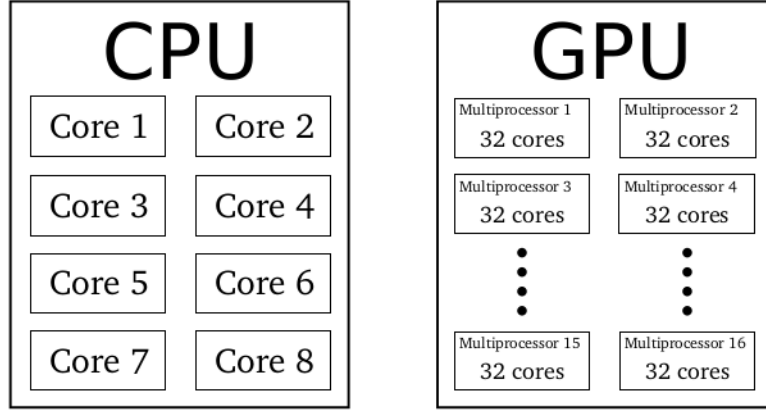 CPU
Core 1
Core 2
Core 3
Core 4
Core 5
Core 6
Core 7
Core 8
GPU
Multiprocessor 1
32 cores
Multiprocessor 2
32 cores
Multiprocessor 3
32 cores
Multiprocessor 4
32 cores
Multiprocessor 15
32 cores
Multiprocessor 16
32 cores